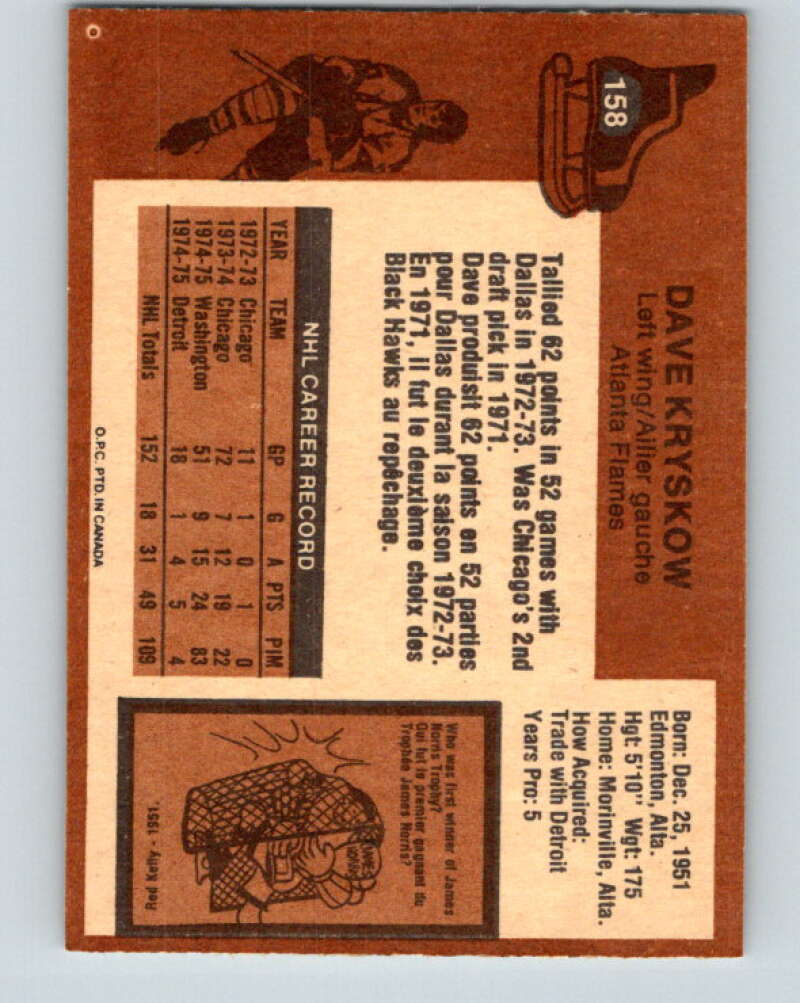 158
DAVE KRYSKOW
Left wing/Ailier gauche
Atlanta Flames
Tallied 62 points in 52 games with
Dallas in 1972-73. Was Chicago's 2nd
draft pick in 1971.
Dave produisit 62 points en 52 parties
pour Dallas durant la saison 1972-73.
En 1971, il fut le deuxième choix des
Black Hawks au repêchage.
Born: Dec. 25, 1951
Edmonton, Alta.
Hgt: 5'10" Wgt: 175
Home: Morinville, Alta.
How Acquired:
Trade with Detroit
Years Pro: 5
NHL CAREER RECORD
YEAR TEAM GP G A PTS PIM
1972-73 Chicago 11 1 0 1 0
1973-74 Chicago 72 7 12 19 22
1974-75 Washington 51 9 15 24 83
1974-75 Detroit 18 1 4 5 4
NHL Totals 152 18 31 49 109
Who was first winner of James
Norris Trophy?
Qui fut le premier gagnant du
Trophée James Norris?
Red Kelly - 1951.
O.P.C. PTD. IN CANADA